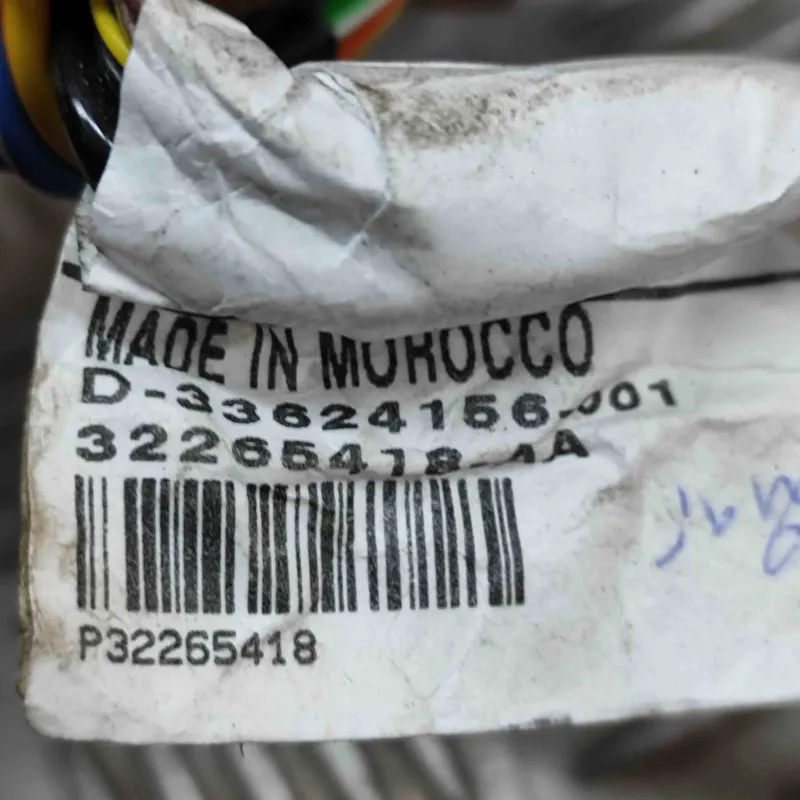 MADE IN MOROCCO
D-33624156-001
32265418-1A
P32265418